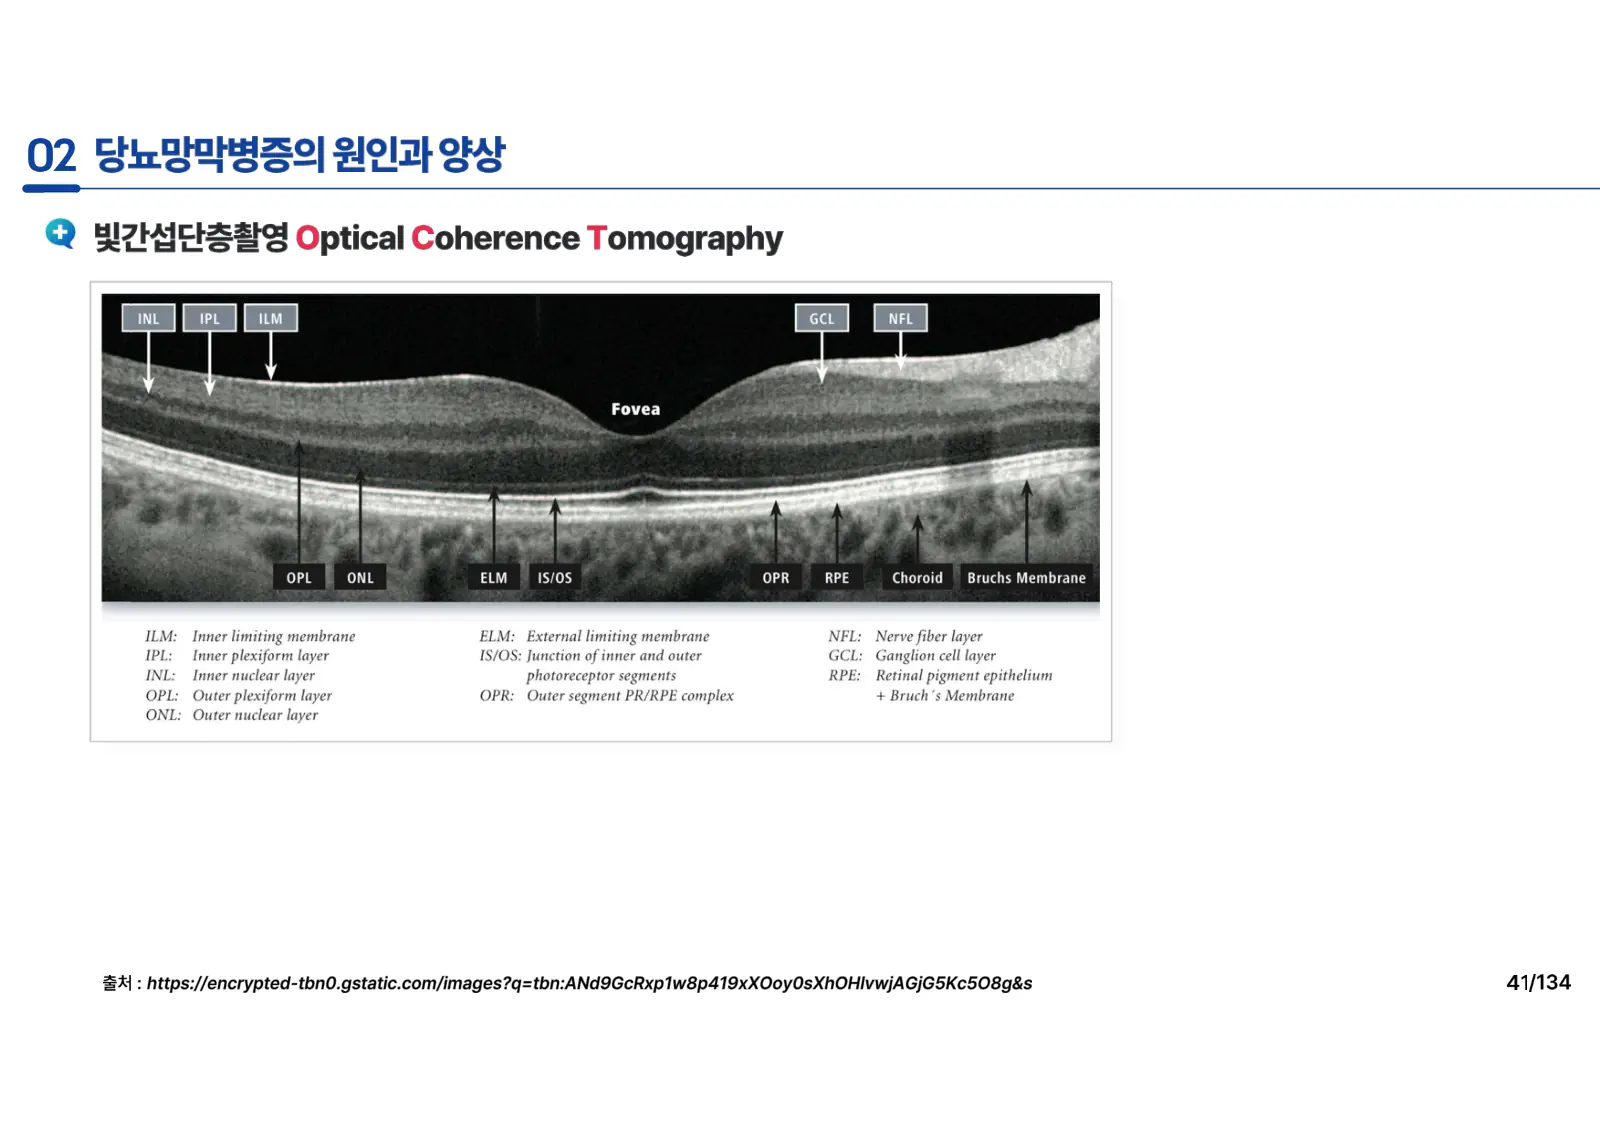 02 당뇨망막병증의 원인과 양상
빛간섭단층촬영 Optical Coherence Tomography
INL IPL ILM GCL NFL
Fovea
OPL ONL ELM IS/OS OPR RPE Choroid Bruchs Membrane
ILM: Inner limiting membrane
IPL: Inner plexiform layer
INL: Inner nuclear layer
OPL: Outer plexiform layer
ONL: Outer nuclear layer
ELM: External limiting membrane
IS/OS: Junction of inner and outer
photoreceptor segments
OPR: Outer segment PR/RPE complex
NFL: Nerve fiber layer
GCL: Ganglion cell layer
RPE: Retinal pigment epithelium
+ Bruch´s Membrane
출처 : https://encrypted-tbn0.gstatic.com/images?q=tbn:ANd9GcRxp1w8p419xXOoy0sXhOHIvwjAGjG5Kc5O8g&s
41/134